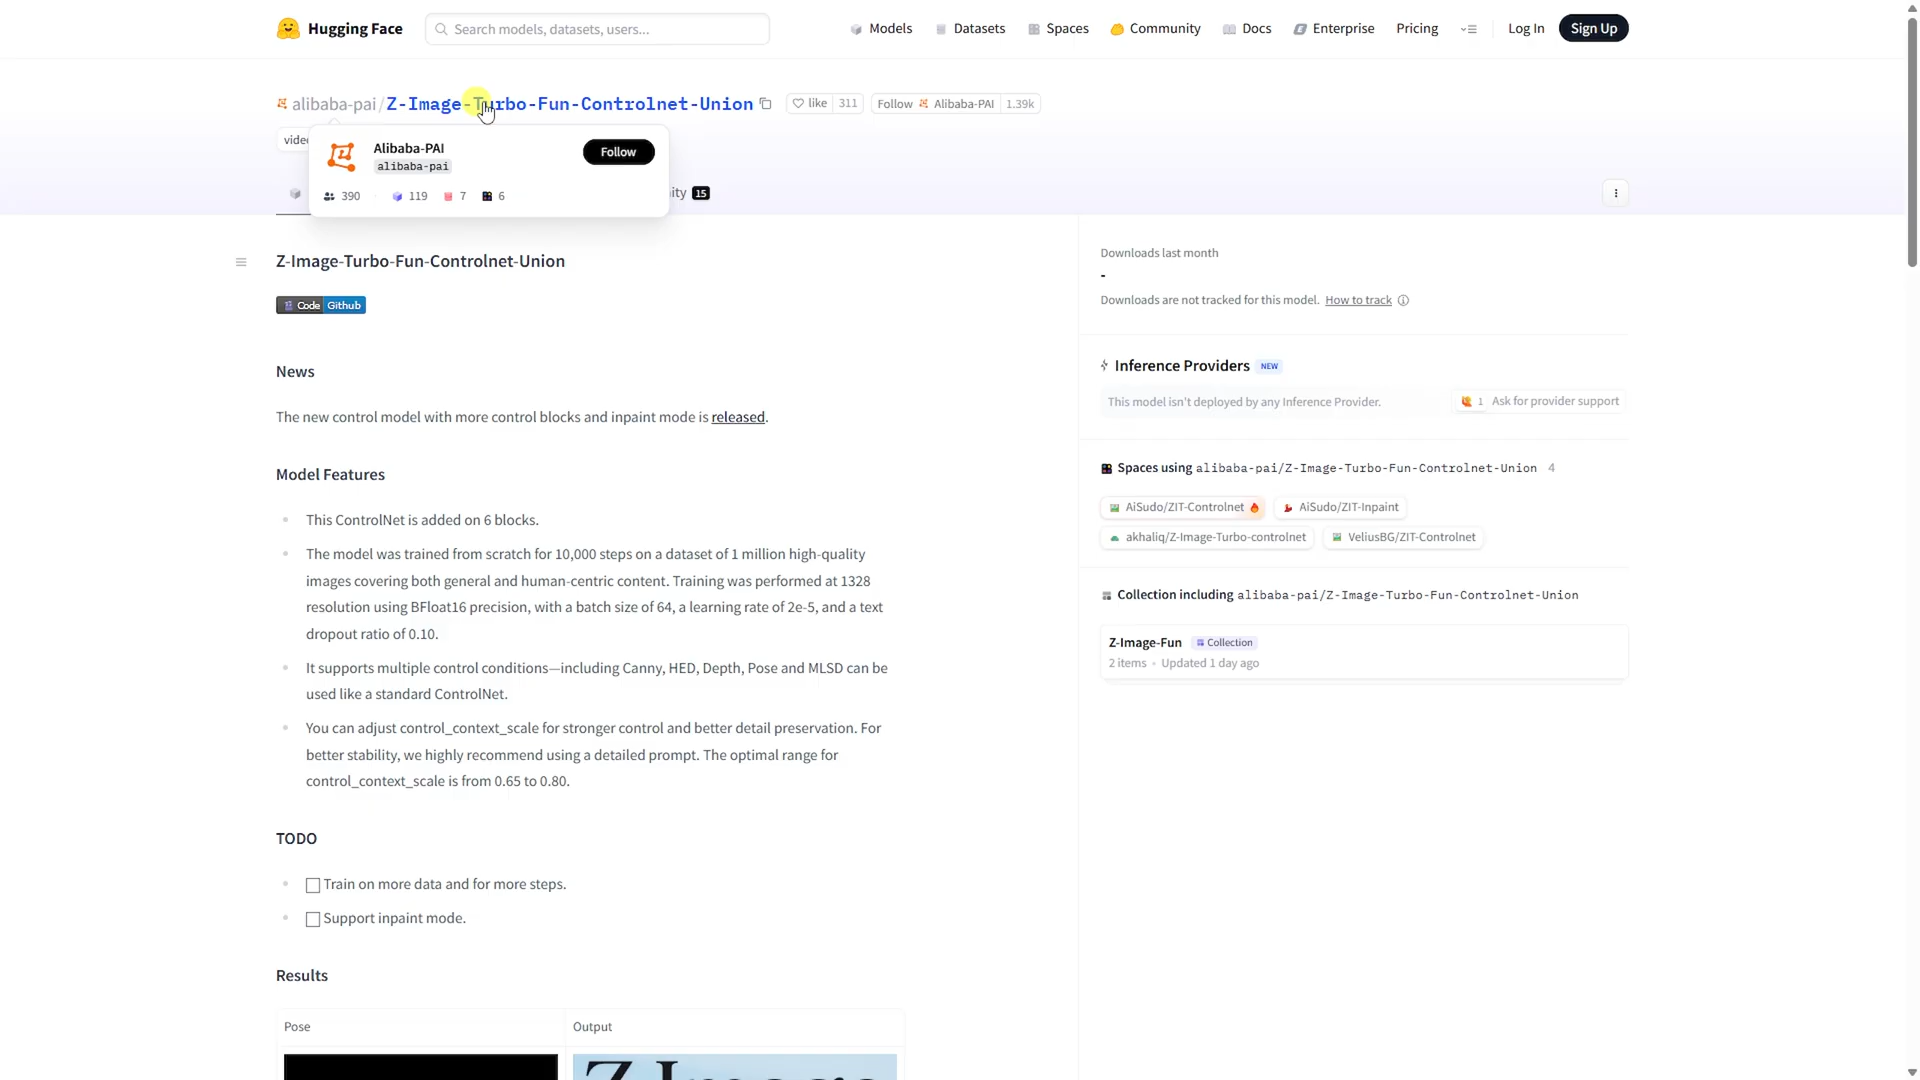 Hugging Face
Search models, datasets, users...
Models
Datasets
Spaces
Community
Docs
Enterprise
Pricing
Log In
Sign Up
alibaba-pai/Z-Image-Turbo-Fun-Controlnet-Union
like 311
Follow Alibaba-PAI 1.39k
Alibaba-PAI
alibaba-pai
Follow
390
119
7
6
15
Z-Image-Turbo-Fun-Controlnet-Union
Code Github
News
The new control model with more control blocks and inpaint mode is released.
Model Features
This ControlNet is added on 6 blocks.
The model was trained from scratch for 10,000 steps on a dataset of 1 million high-quality
images covering both general and human-centric content. Training was performed at 1328
resolution using BFloat16 precision, with a batch size of 64, a learning rate of 2e-5, and a text
dropout ratio of 0.10.
It supports multiple control conditions—including Canny, HED, Depth, Pose and MLSD can be
used like a standard ControlNet.
You can adjust control_context_scale for stronger control and better detail preservation. For
better stability, we highly recommend using a detailed prompt. The optimal range for
control_context_scale is from 0.65 to 0.80.
TODO
Train on more data and for more steps.
Support inpaint mode.
Results
Pose
Output
Downloads last month
-
Downloads are not tracked for this model. How to track
Inference Providers NEW
This model isn't deployed by any Inference Provider.
1 Ask for provider support
Spaces using alibaba-pai/Z-Image-Turbo-Fun-Controlnet-Union 4
AiSudo/ZIT-Controlnet
AiSudo/ZIT-Inpaint
akhaliq/Z-Image-Turbo-controlnet
VeliusBG/ZIT-Controlnet
Collection including alibaba-pai/Z-Image-Turbo-Fun-Controlnet-Union
Z-Image-Fun Collection
2 items • Updated 1 day ago